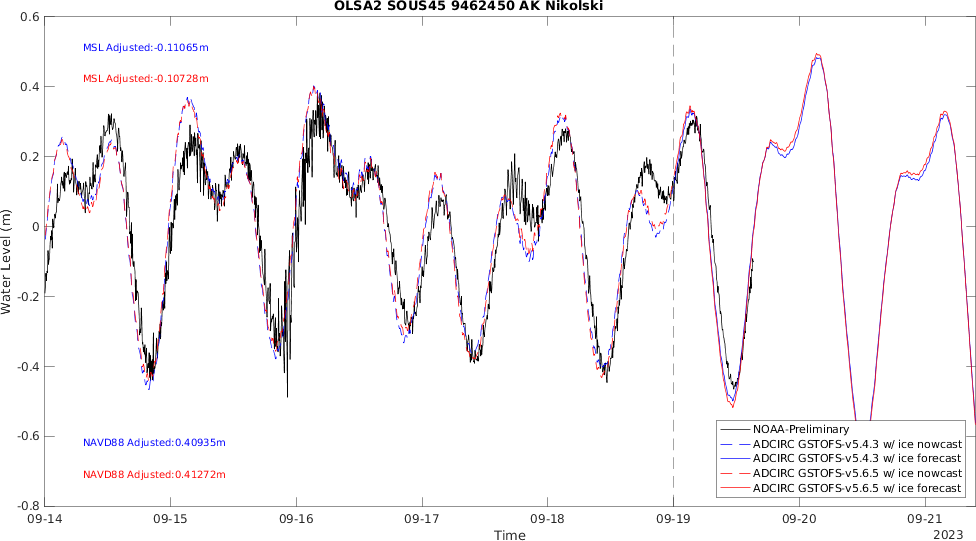 OLSA2 SOUS45 9462450 AK Nikolski
0.6
0.4
0.2
0
-0.2
-0.4
-0.6
-0.8
Water Level (m)
MSL Adjusted:-0.11065m
MSL Adjusted:-0.10728m
NAVD88 Adjusted:0.40935m
NAVD88 Adjusted:0.41272m
NOAA-Preliminary
ADCIRC GSTOFS-v5.4.3 w/ ice nowcast
ADCIRC GSTOFS-v5.4.3 w/ ice forecast
ADCIRC GSTOFS-v5.6.5 w/ ice nowcast
ADCIRC GSTOFS-v5.6.5 w/ ice forecast
09-14 09-15 09-16 09-17 09-18 09-19 09-20 09-21
Time
2023